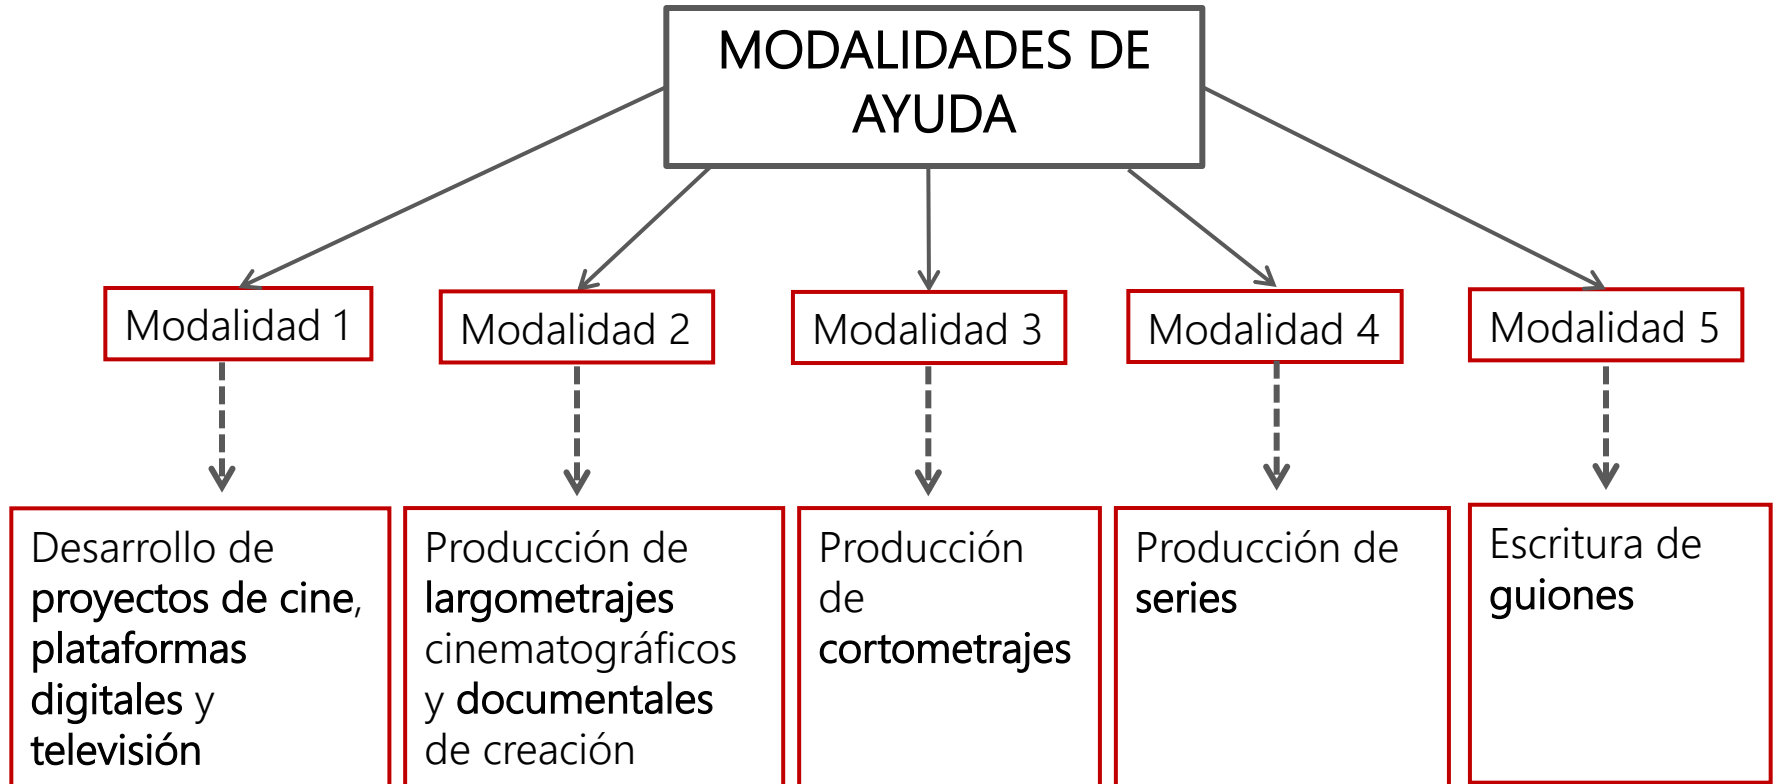 MODALIDADES DE
AYUDA
Modalidad 1
Modalidad 2
Modalidad 3
Modalidad 4
Modalidad 5
Desarrollo de
proyectos de cine,
plataformas
digitales y
televisión
Producción de
largometrajes
cinematográficos
y documentales
de creación
Producción
de
cortometrajes
Producción de
series
Escritura de
guiones